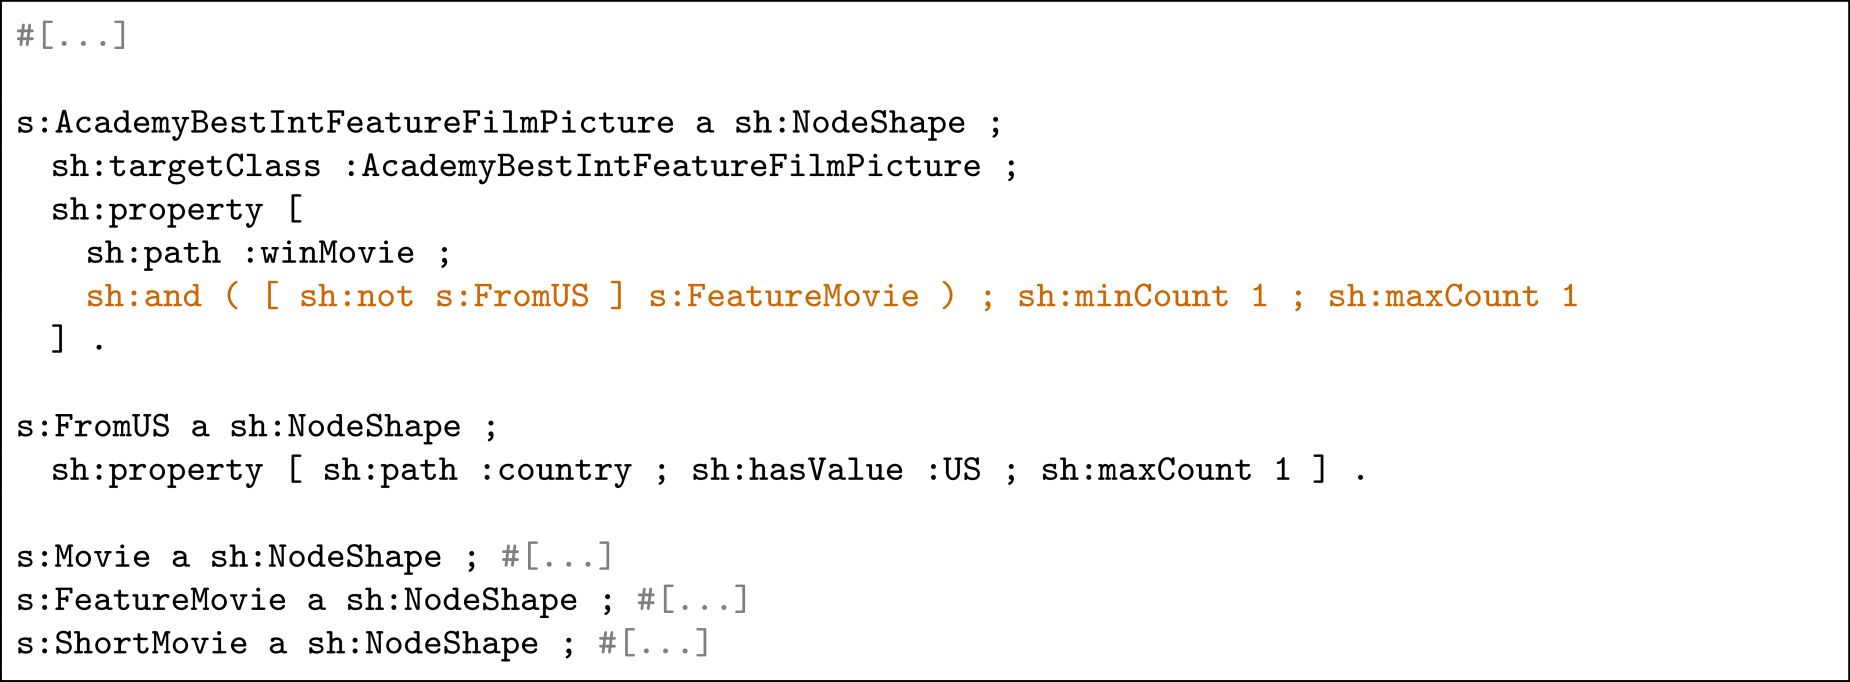 #[...]
s:AcademyBestIntFeatureFilmPicture a sh:NodeShape ;
sh:targetClass :AcademyBestIntFeatureFilmPicture ;
sh:property [
sh:path :winMovie ;
sh:and ( [ sh:not s:FromUS ] s:FeatureMovie ) ; sh:minCount 1 ; sh:maxCount 1
] .
s:FromUS a sh:NodeShape ;
sh:property [ sh:path :country ; sh:hasValue :US ; sh:maxCount 1 ] .
s:Movie a sh:NodeShape ; #[...]
s:FeatureMovie a sh:NodeShape ; #[...]
s:ShortMovie a sh:NodeShape ; #[...]